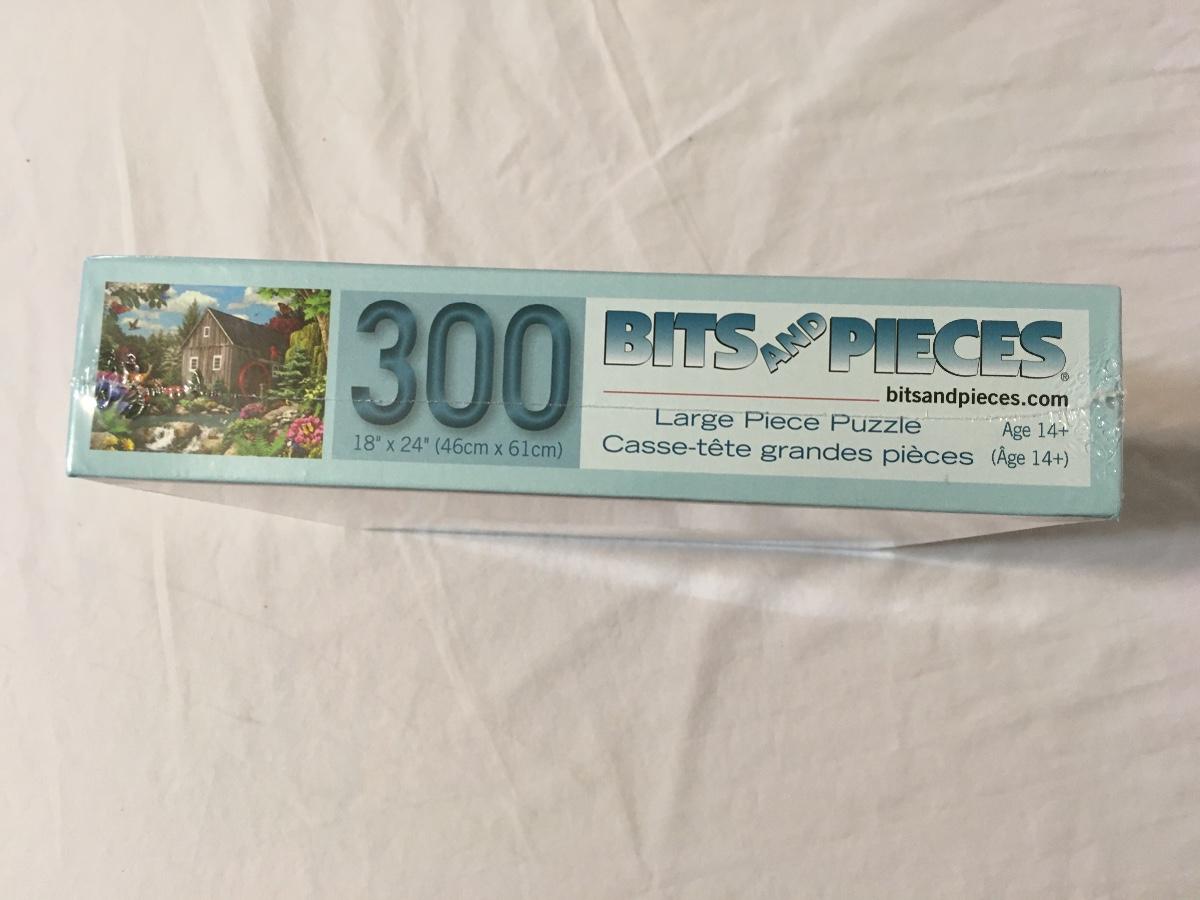 300
18" x 24" (46cm x 61cm)
BITS AND PIECES®
bitsandpieces.com
Large Piece Puzzle Age 14+
Casse-tête grandes pièces (Âge 14+)